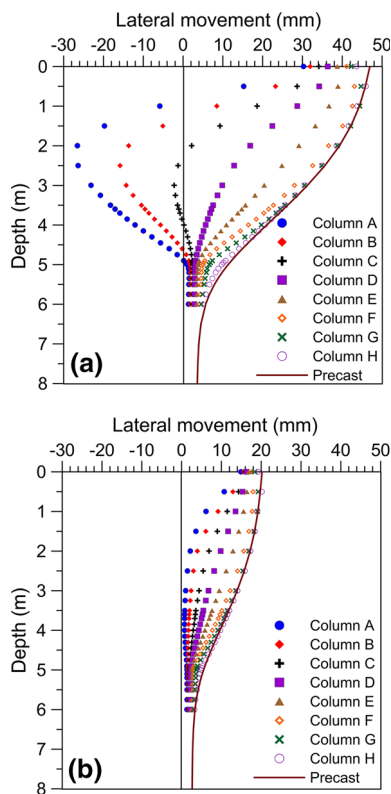 Lateral movement (mm)
-30 -20 -10 0 10 20 30 40 50
0
1
2
3
4
5
6
7
8
Depth (m)
Column A
Column B
Column C
Column D
Column E
Column F
Column G
Column H
Precast
(a)
Lateral movement (mm)
-30 -20 -10 0 10 20 30 40 50
0
1
2
3
4
5
6
7
8
Depth (m)
Column A
Column B
Column C
Column D
Column E
Column F
Column G
Column H
Precast
(b)